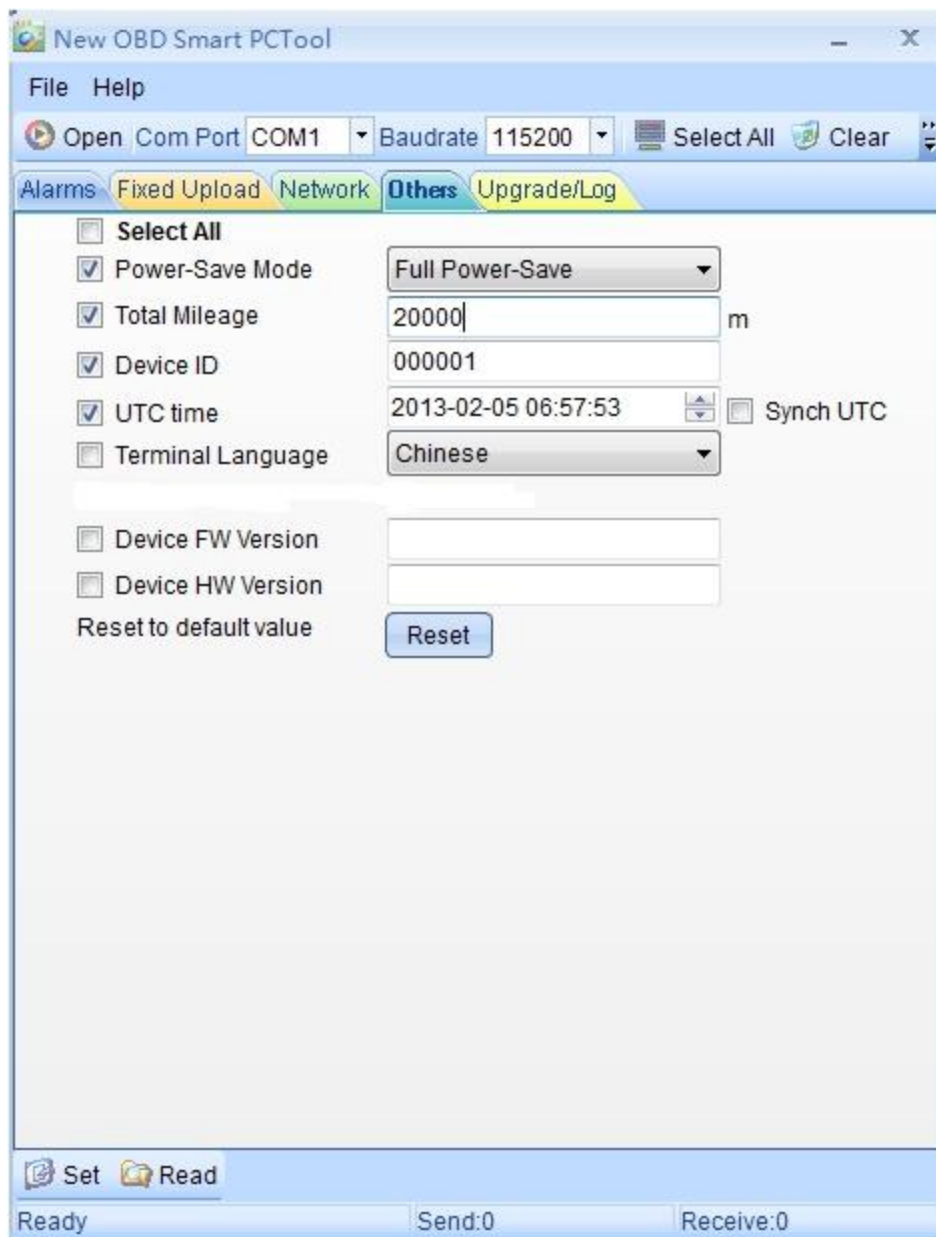 New OBD Smart PCTool
File Help
Open Com Port COM1 Baudrate 115200 Select All Clear
Alarms Fixed Upload Network Others Upgrade/Log
Select All
Power-Save Mode Full Power-Save
Total Mileage 20000 m
Device ID 000001
UTC time 2013-02-05 06:57:53 Synch UTC
Terminal Language Chinese
Device FW Version
Device HW Version
Reset to default value Reset
Set Read
Ready Send:0 Receive:0